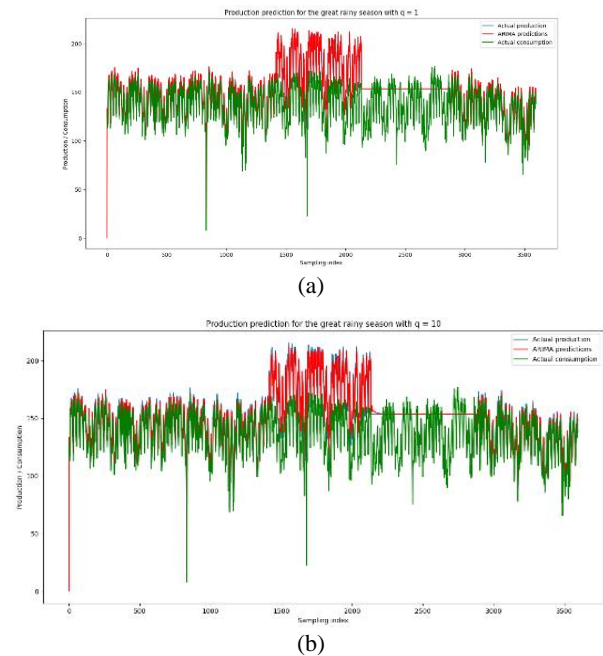 Production prediction for the great rainy season with q = 1
Actual production
ARIMA predictions
Actual consumption
Production / Consumption
200
150
100
50
0
0 500 1000 1500 2000 2500 3000 3500
Sampling index
(a)
Production prediction for the great rainy season with q = 10
Actual production
ARIMA predictions
Actual consumption
Production / Consumption
200
150
100
50
0
0 500 1000 1500 2000 2500 3000 3500
Sampling index
(b)